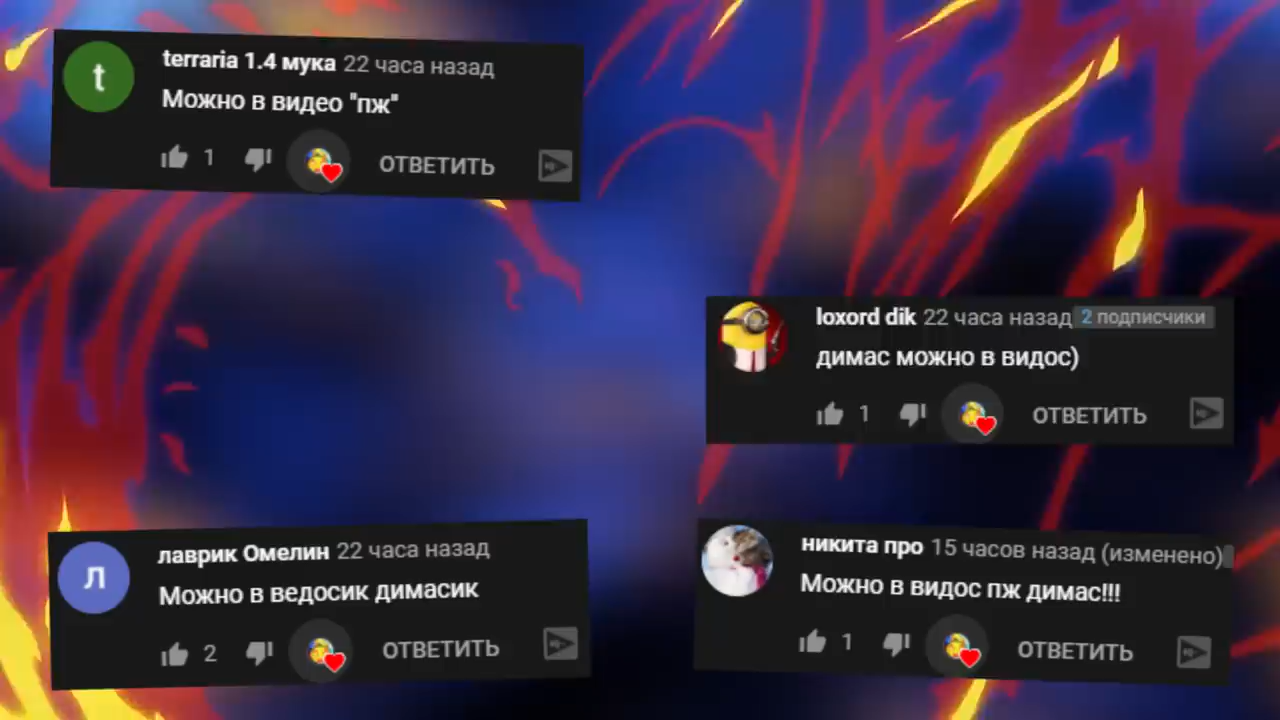 t
terraria 1.4 мука 22 часа назад
Можно в видео "пж"
1 ОТВЕТИТЬ
loxord dik 22 часа назад 2 подписчики
димас можно в видос)
1 ОТВЕТИТЬ
Л
лаврик Омелин 22 часа назад
Можно в ведосик димасик
2 ОТВЕТИТЬ
никита про 15 часов назад (изменено)
Можно в видос пж димас!!!
1 ОТВЕТИТЬ